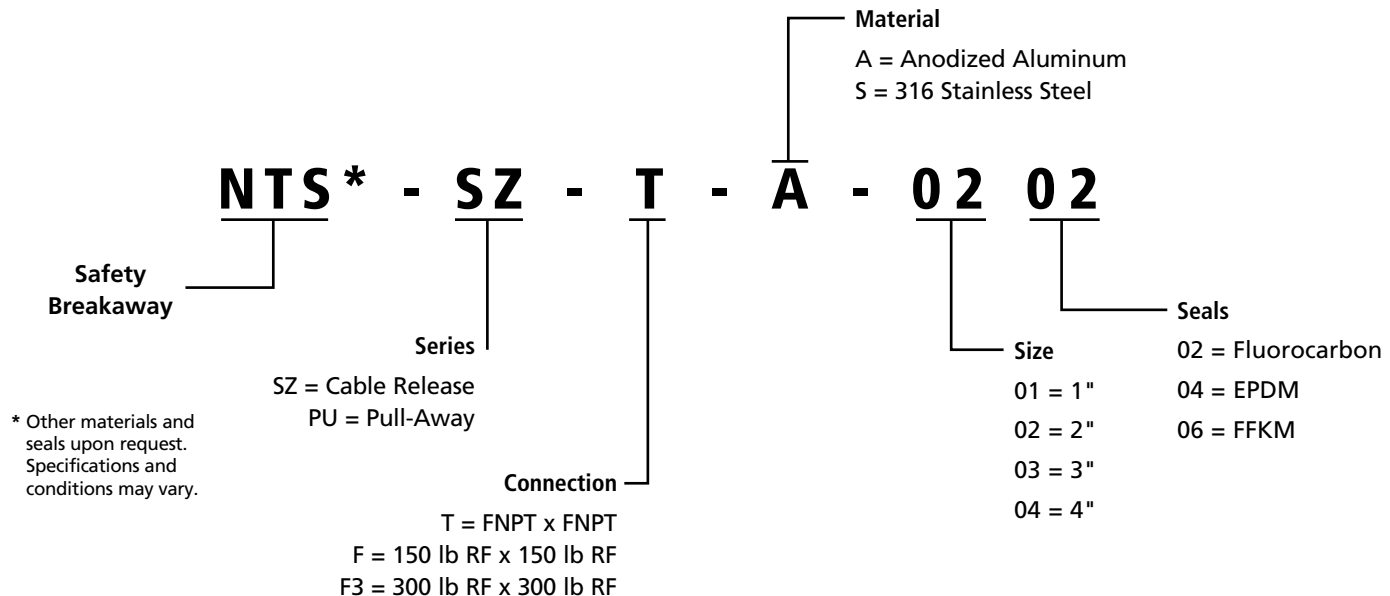 Material
A = Anodized Aluminum
S = 316 Stainless Steel
NTS* - SZ - T - A - 02 02
Safety
Breakaway
Series
SZ = Cable Release
PU = Pull-Away
* Other materials and
seals upon request.
Specifications and
conditions may vary.
Connection
T = FNPT x FNPT
F = 150 lb RF x 150 lb RF
F3 = 300 lb RF x 300 lb RF
Size
01 = 1"
02 = 2"
03 = 3"
04 = 4"
Seals
02 = Fluorocarbon
04 = EPDM
06 = FFKM